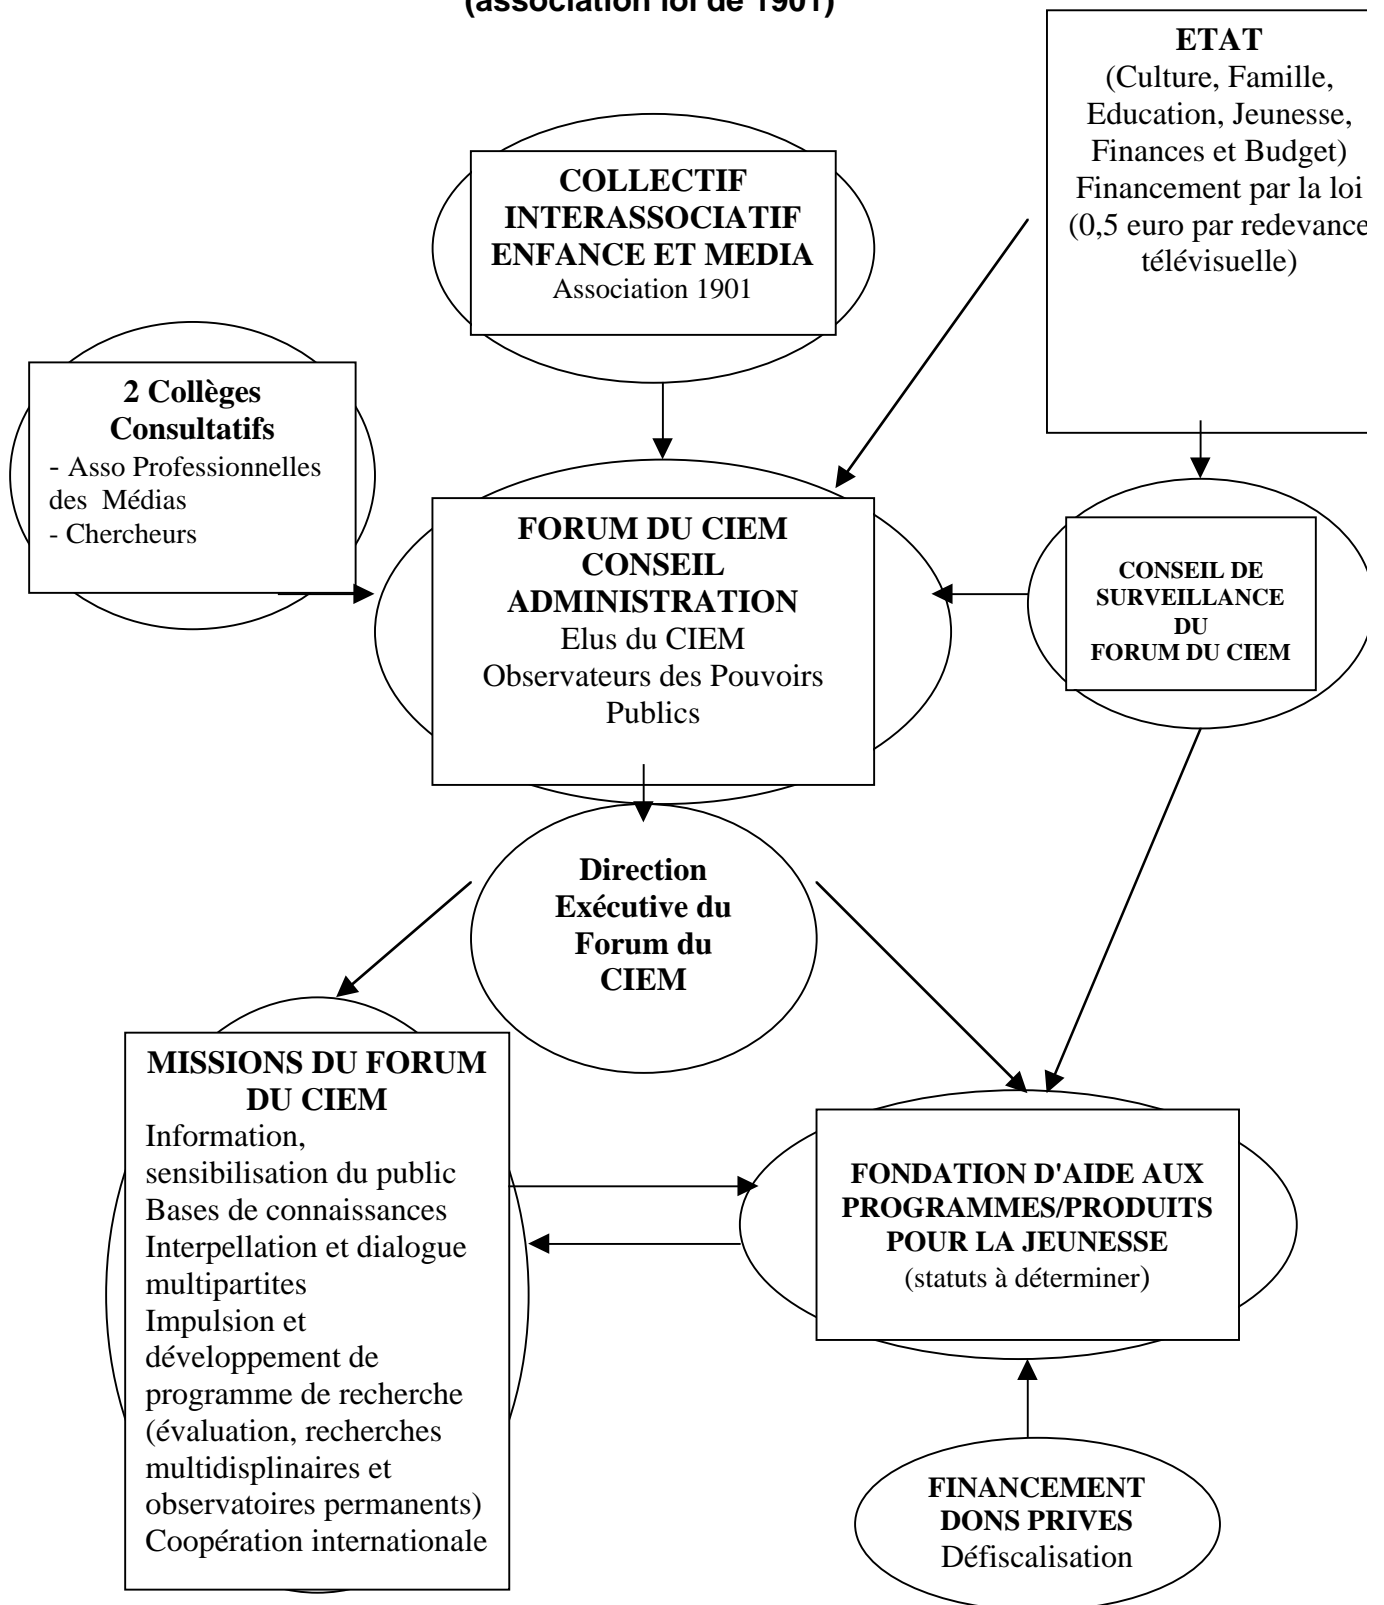 (association loi de 1901)
ETAT
(Culture, Famille,
Education, Jeunesse,
Finances et Budget)
Financement par la loi
(0,5 euro par redevance
télévisuelle)
COLLECTIF
INTERASSOCIATIF
ENFANCE ET MEDIA
Association 1901
2 Collèges
Consultatifs
- Asso Professionnelles
des Médias
- Chercheurs
FORUM DU CIEM
CONSEIL
ADMINISTRATION
Elus du CIEM
Observateurs des Pouvoirs
Publics
CONSEIL DE
SURVEILLANCE
DU
FORUM DU CIEM
Direction
Exécutive du
Forum du
CIEM
MISSIONS DU FORUM
DU CIEM
Information,
sensibilisation du public
Bases de connaissances
Interpellation et dialogue
multipartites
Impulsion et
développement de
programme de recherche
(évaluation, recherches
multidisplinaires et
observatoires permanents)
Coopération internationale
FONDATION D'AIDE AUX
PROGRAMMES/PRODUITS
POUR LA JEUNESSE
(statuts à déterminer)
FINANCEMENT
DONS PRIVES
Défiscalisation